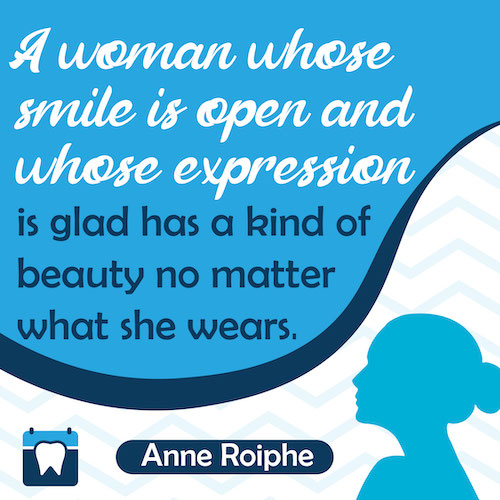 A woman whose
smile is open and
whose expression
is glad has a kind of
beauty no matter
what she wears.
Anne Roiphe